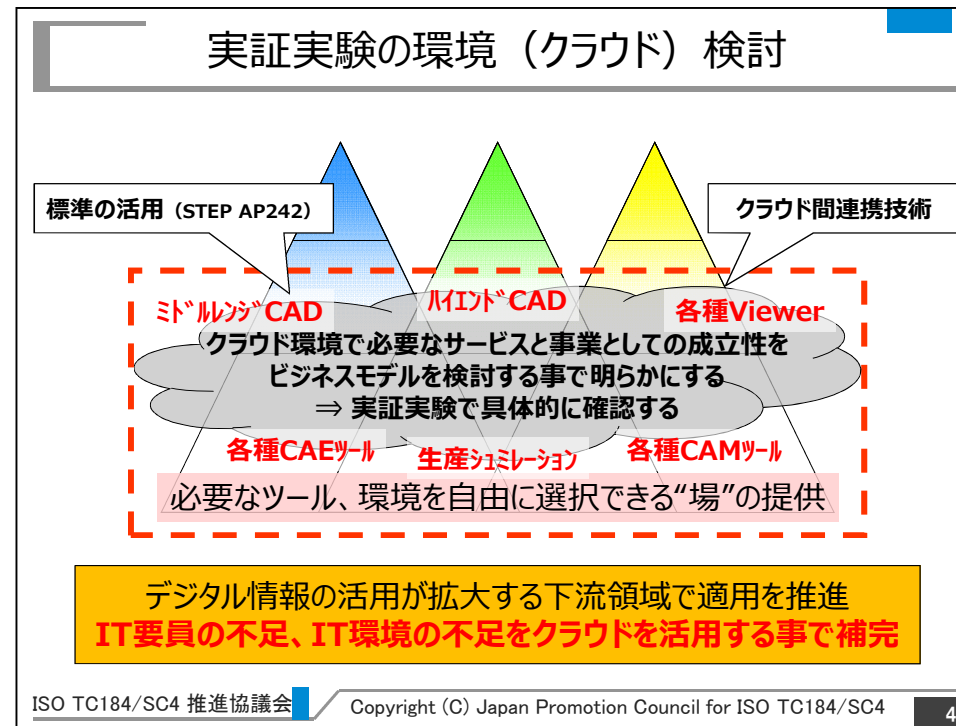 実証実験の環境（クラウド）検討
標準の活用（STEP AP242）
クラウド間連携技術
ﾐﾄﾞﾙﾚﾝｼﾞCAD
ﾊｲｴﾝﾄﾞCAD
各種Viewer
クラウド環境で必要なサービスと事業としての成立性を
ビジネスモデルを検討する事で明らかにする
⇒ 実証実験で具体的に確認する
各種CAEﾂｰﾙ
生産ｼｭミﾚｰｼｮﾝ
各種CAMﾂｰﾙ
必要なツール、環境を自由に選択できる“場”の提供
デジタル情報の活用が拡大する下流領域で適用を推進
IT要員の不足、IT環境の不足をクラウドを活用する事で補完
ISO TC184/SC4 推進協議会
Copyright (C) Japan Promotion Council for ISO TC184/SC4
4